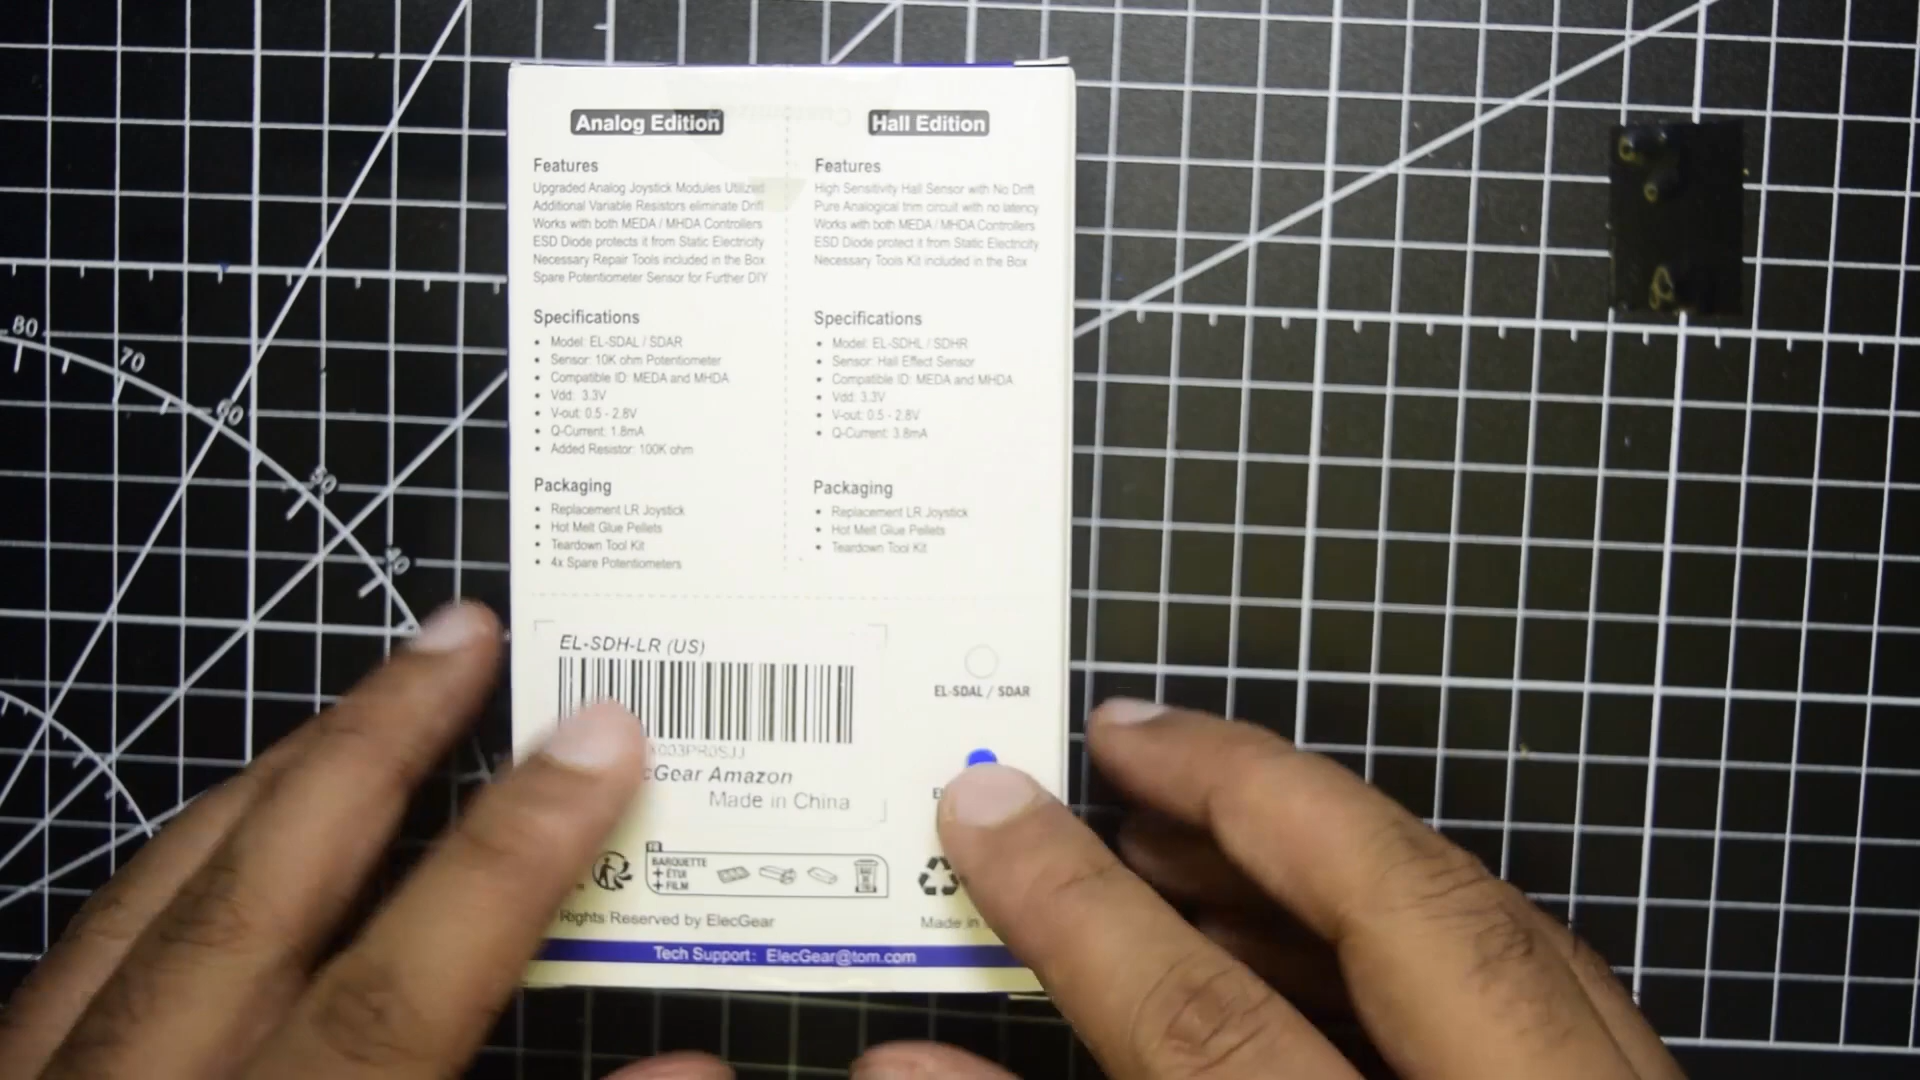 Analog Edition
Features
Upgraded Analog Joystick Modules Utilized
Additional Variable Resistors eliminate Drift
Works with both MEDA / MHDA Controllers
ESD Diode protects it from Static Electricity
Necessary Repair Tools included in the Box
Spare Potentiometer Sensor for Further DIY
Specifications
• Model: EL-SDAL / SDAR
• Sensor: 10K ohm Potentiometer
• Compatible ID: MEDA and MHDA
• Vdd: 3.3V
• V-out: 0.5 - 2.8V
• Q-Current: 1.8mA
• Added Resistor: 100K ohm
Packaging
• Replacement LR Joystick
• Hot Melt Glue Pellets
• Teardown Tool Kit
• 4x Spare Potentiometers
Hall Edition
Features
High Sensitivity Hall Sensor with No Drift
Pure Analogical trim circuit with no latency
Works with both MEDA / MHDA Controllers
ESD Diode protect it from Static Electricity
Necessary Tools Kit included in the Box
Specifications
• Model: EL-SDHL / SDHR
• Sensor: Hall Effect Sensor
• Compatible ID: MEDA and MHDA
• Vdd: 3.3V
• V-out: 0.5 - 2.8V
• Q-Current: 3.8mA
Packaging
• Replacement LR Joystick
• Hot Melt Glue Pellets
• Teardown Tool Kit
EL-SDH-LR (US)
003PR0SJJ
cGear Amazon
Made in China
EL-SDAL / SDAR
FR
BARQUETTE
+ ÉTUI
+ FILM
BAC DE TRI
Rights Reserved by ElecGear
Made in
Tech Support: ElecGear@tom.com
80
70
60
50
40